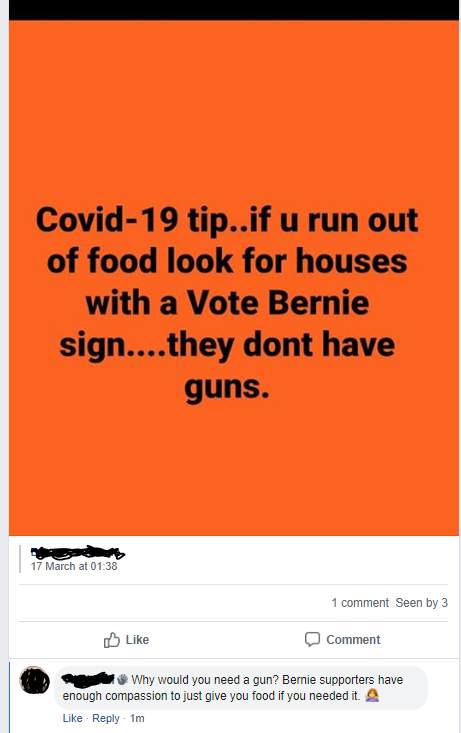 Covid-19 tip..if u run out
of food look for houses
with a Vote Bernie
sign....they dont have
guns.
17 March at 01:38
1 comment Seen by 3
Like
Comment
Why would you need a gun? Bernie supporters have
enough compassion to just give you food if you needed it. 🤦‍♀️
Like · Reply · 1m